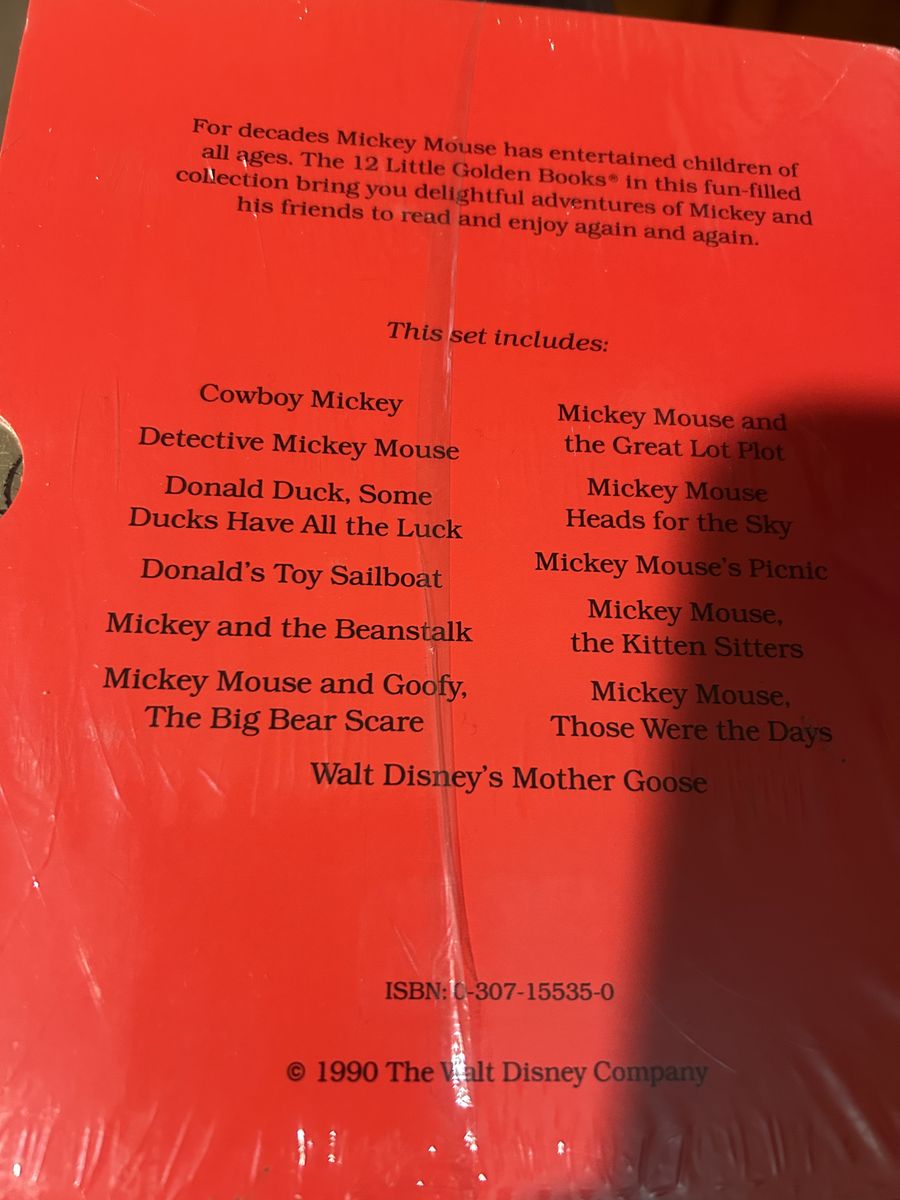 For decades Mickey Mouse has entertained children of
all ages. The 12 Little Golden Books® in this fun-filled
collection bring you delightful adventures of Mickey and
his friends to read and enjoy again and again.
This set includes:
Cowboy Mickey
Detective Mickey Mouse
Donald Duck, Some
Ducks Have All the Luck
Donald's Toy Sailboat
Mickey and the Beanstalk
Mickey Mouse and Goofy,
The Big Bear Scare
Mickey Mouse and
the Great Lot Plot
Mickey Mouse
Heads for the Sky
Mickey Mouse's Picnic
Mickey Mouse,
the Kitten Sitters
Mickey Mouse,
Those Were the Days
Walt Disney's Mother Goose
ISBN: 0-307-15535-0
© 1990 The Walt Disney Company